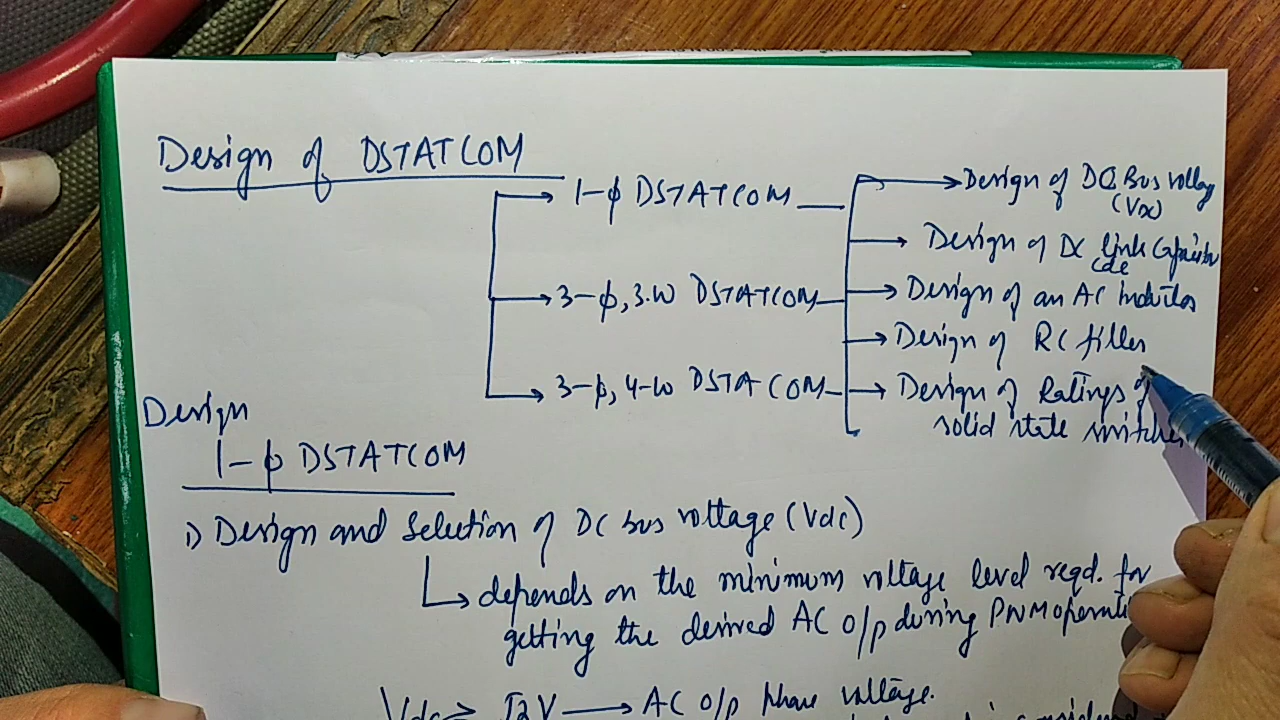 Design of DSTATCOM
1-ϕ DSTATCOM
3-ϕ, 3-W DSTATCOM
3-ϕ, 4-W DSTATCOM
Design of DC Bus voltag
(Vdc)
Design of DC link Capacitor
Cdc
Design of an AC inductor
Design of RC filter
Design of Ratings of
solid state switches
Design
1-ϕ DSTATCOM
1) Design and Selection of DC bus voltage (Vdc)
depends on the minimum voltage level reqd. for
getting the desired AC o/p during PWM operati
Vdc ≥ √2V → AC o/p phase voltage.